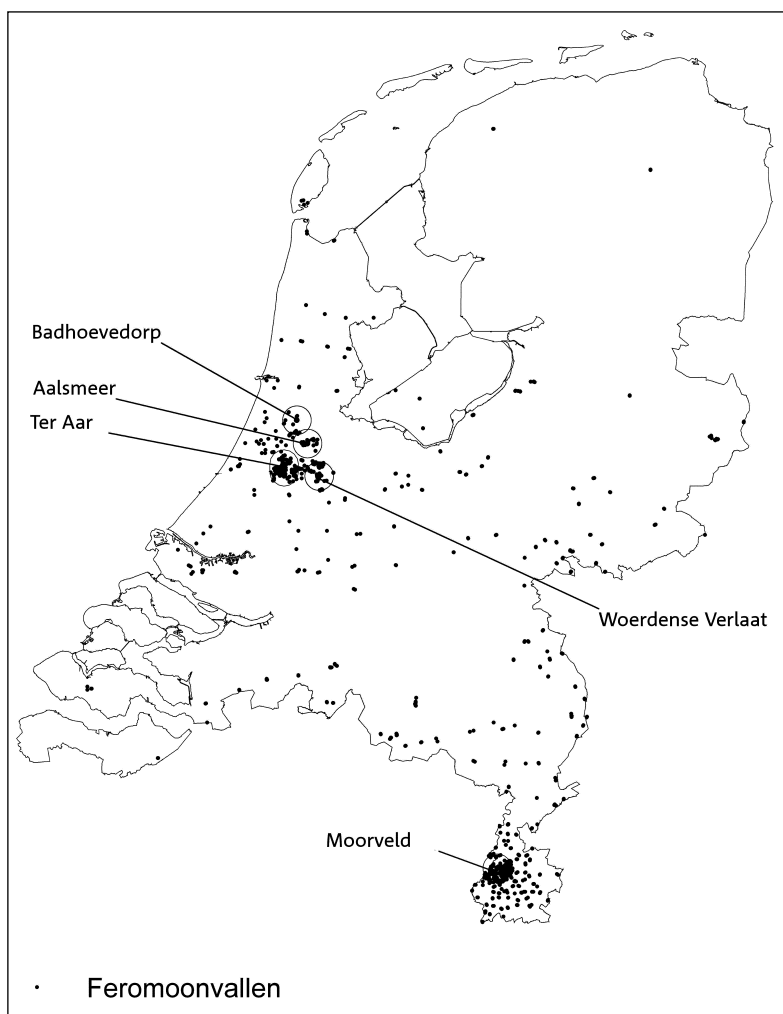 Badhoevedorp
Aalsmeer
Ter Aar
Woerdense Verlaat
Moorveld
Feromoonvallen